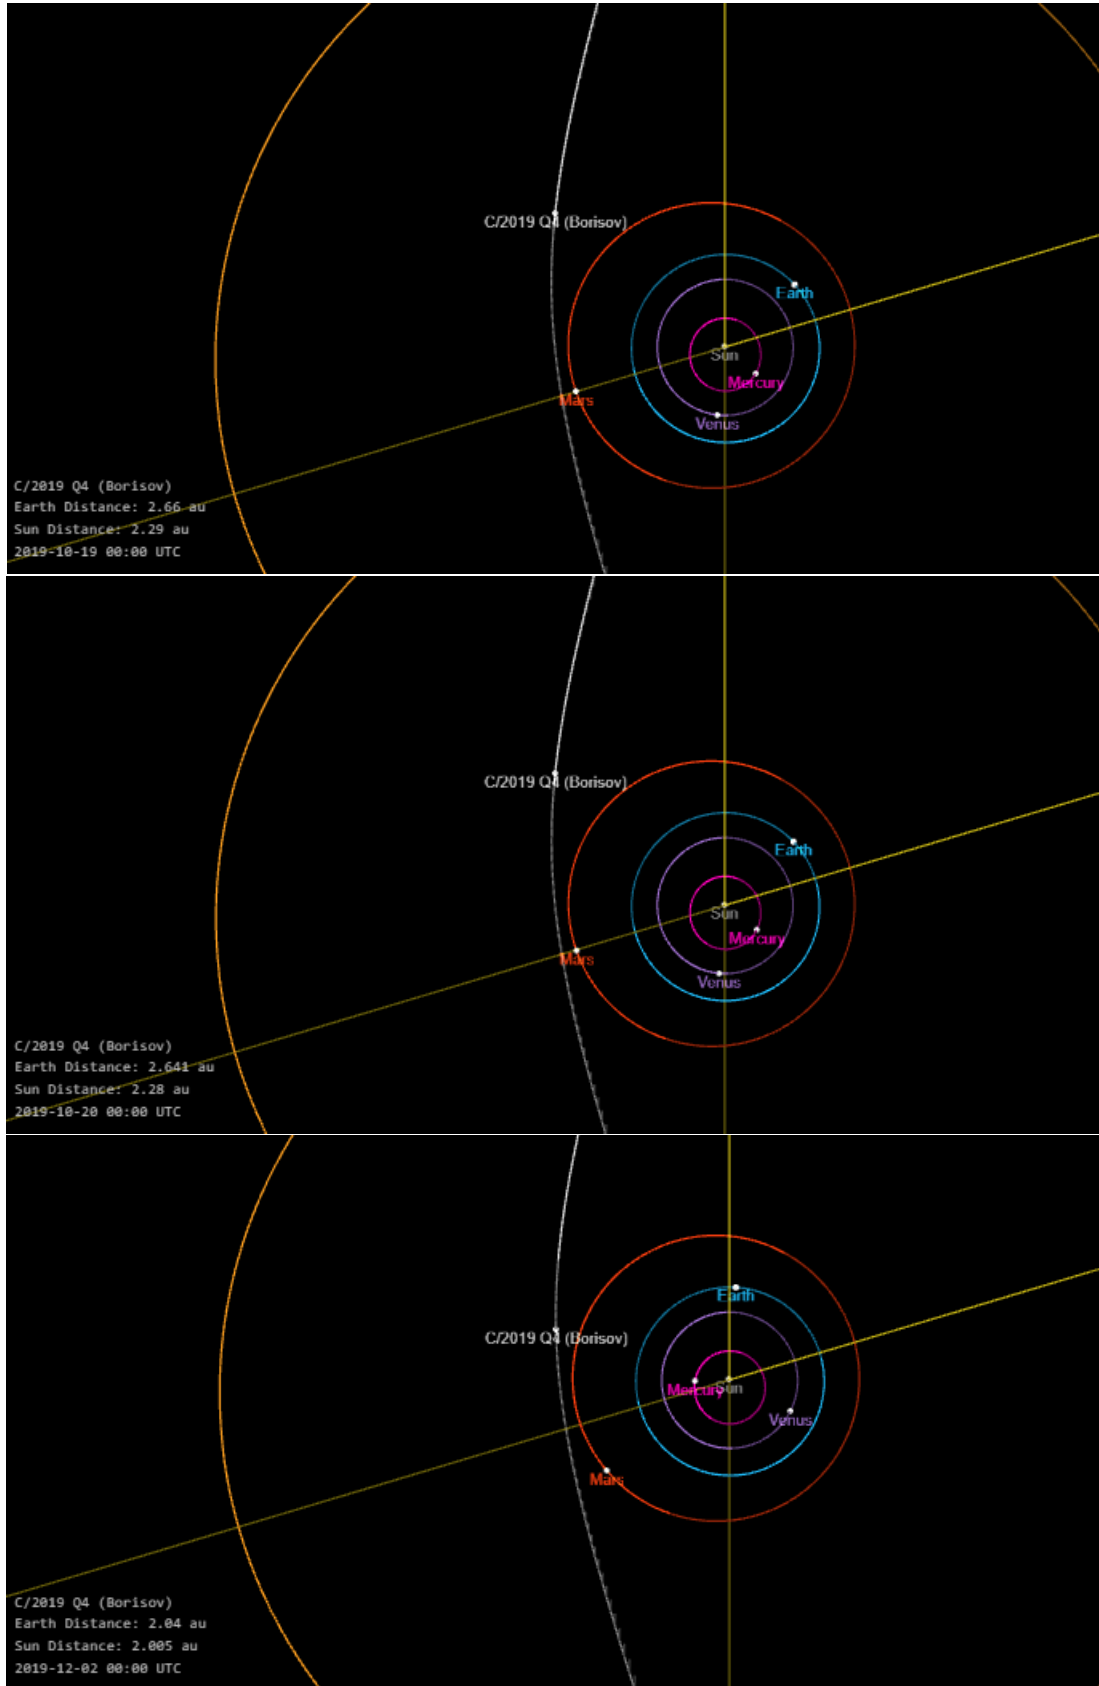 C/2019 Q4 (Borisov)
Earth
Sun
Mercury
Mars
Venus
C/2019 Q4 (Borisov)
Earth Distance: 2.66 au
Sun Distance: 2.29 au
2019-10-19 00:00 UTC
C/2019 Q4 (Borisov)
Earth
Sun
Mercury
Mars
Venus
C/2019 Q4 (Borisov)
Earth Distance: 2.641 au
Sun Distance: 2.28 au
2019-10-20 00:00 UTC
Earth
C/2019 Q4 (Borisov)
Mercury
Sun
Venus
Mars
C/2019 Q4 (Borisov)
Earth Distance: 2.04 au
Sun Distance: 2.005 au
2019-12-02 00:00 UTC